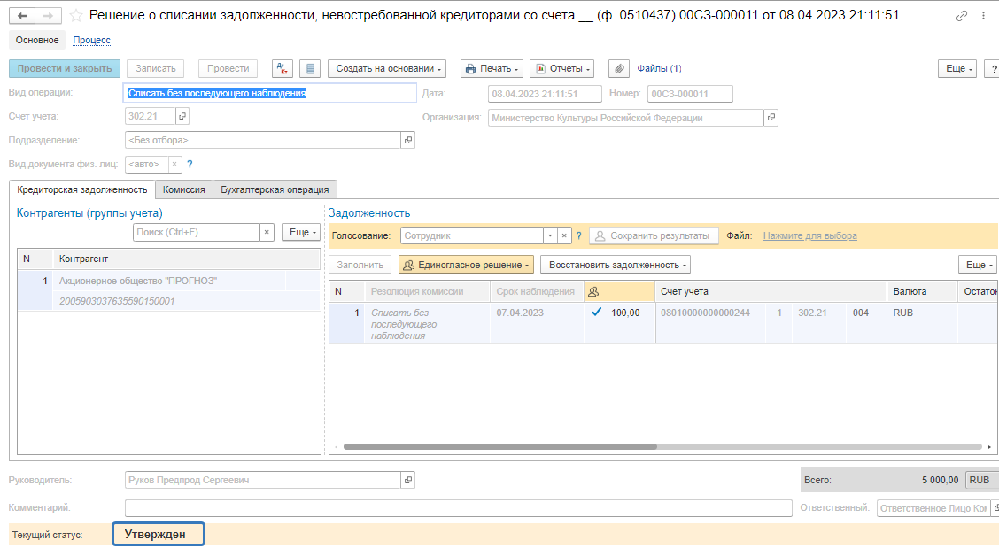 Решение о списании задолженности, невостребованной кредиторами со счета __ (ф. 0510437) 00СЗ-000011 от 08.04.2023 21:11:51
Основное Процесс
Провести и закрыть Записать Провести Дт Кт Создать на основании Печать Отчеты Файлы (1) Еще ?
Вид операции: Списать без последующего наблюдения Дата: 08.04.2023 21:11:51 Номер: 00СЗ-000011
Счет учета: 302.21 Организация: Министерство Культуры Российской Федерации
Подразделение: <Без отбора>
Вид документа физ. лиц: <авто> × ?
Кредиторская задолженность Комиссия Бухгалтерская операция
Контрагенты (группы учета) Задолженность
Поиск (Ctrl+F) × Еще Голосование: Сотрудник × ? Сохранить результаты Файл: Нажмите для выбора
Заполнить Единогласное решение Восстановить задолженность Еще
N Контрагент
1 Акционерное общество "ПРОГНОЗ"
2005903037635590150001
N Резолюция комиссии Срок наблюдения Счет учета Валюта Остаток
1 Списать без 07.04.2023 100,00 08010000000000244 1 302.21 004 RUB
последующего
наблюдения
Руководитель: Руков Предпрод Сергеевич Всего: 5 000,00 RUB
Комментарий: Ответственный: Ответственное Лицо Ком
Текущий статус: Утвержден